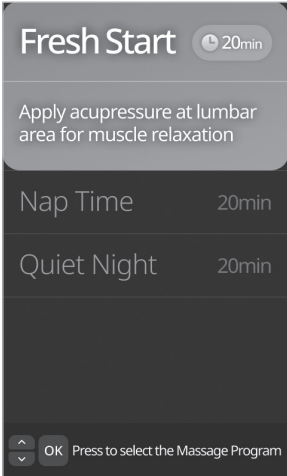 Fresh Start 20min
Apply acupressure at lumbar
area for muscle relaxation
Nap Time 20min
Quiet Night 20min
OK Press to select the Massage Program